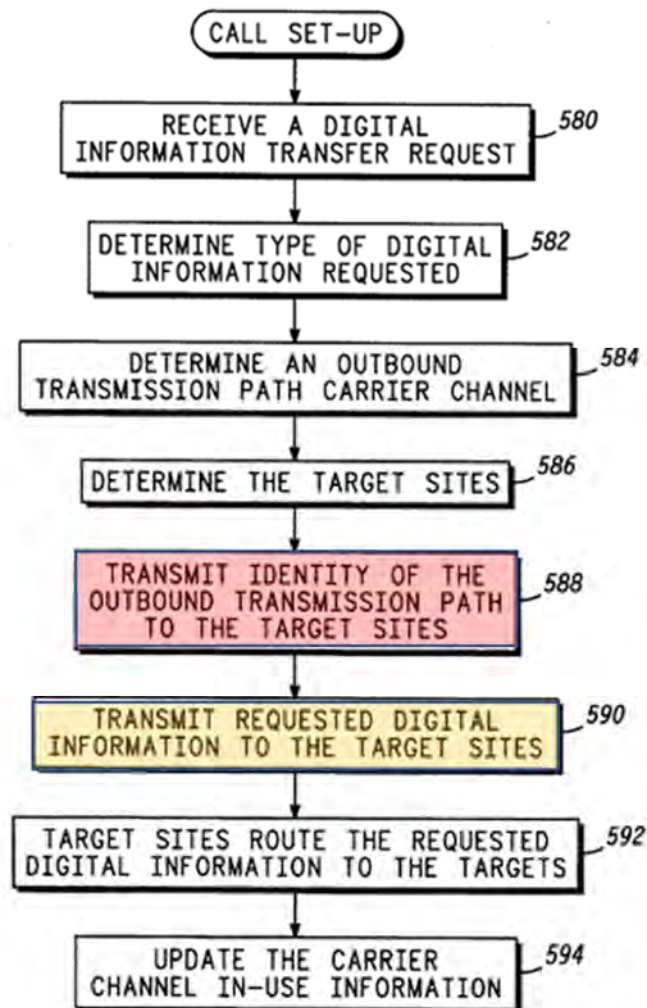 CALL SET-UP
RECEIVE A DIGITAL
INFORMATION TRANSFER REQUEST
580
DETERMINE TYPE OF DIGITAL
INFORMATION REQUESTED
582
DETERMINE AN OUTBOUND
TRANSMISSION PATH CARRIER CHANNEL
584
DETERMINE THE TARGET SITES
586
TRANSMIT IDENTITY OF THE
OUTBOUND TRANSMISSION PATH
TO THE TARGET SITES
588
TRANSMIT REQUESTED DIGITAL
INFORMATION TO THE TARGET SITES
590
TARGET SITES ROUTE THE REQUESTED
DIGITAL INFORMATION TO THE TARGETS
592
UPDATE THE CARRIER
CHANNEL IN-USE INFORMATION
594